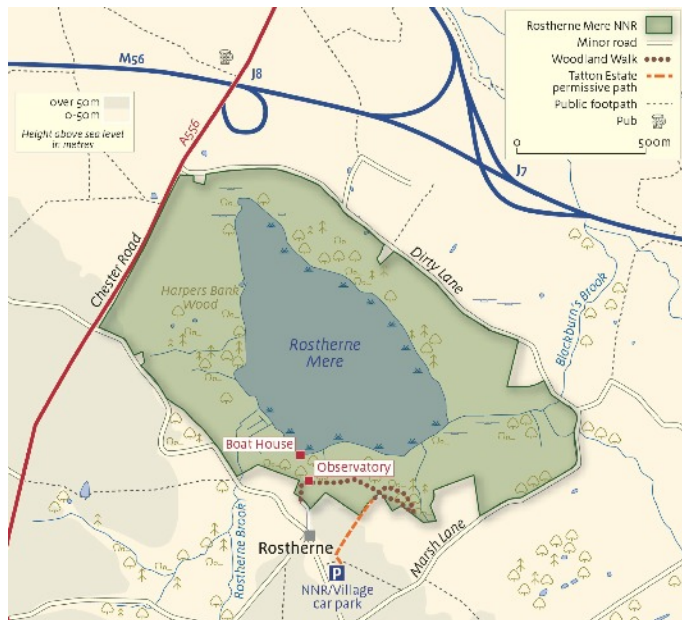 M56
J8
A556
over 50m
0-50m
Height above sea level
in metres
Rostherne Mere NNR
Minor road
Woodland Walk
Tatton Estate
permissive path
Public footpath
Pub
0
500m
J7
Chester Road
Dirty Lane
Harpers Bank
Wood
Rostherne
Mere
Blackburn's Brook
Boat House
Observatory
Rostherne Brook
Rostherne
Marsh Lane
P
NNR/Village
car park